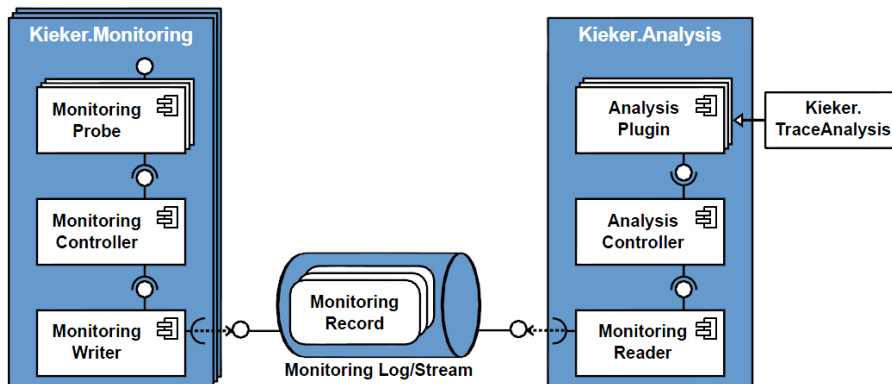 Kieker.Monitoring
Monitoring
Probe
Monitoring
Controller
Monitoring
Writer
Monitoring
Record
Monitoring Log/Stream
Kieker.Analysis
Analysis
Plugin
Analysis
Controller
Monitoring
Reader
Kieker.
TraceAnalysis